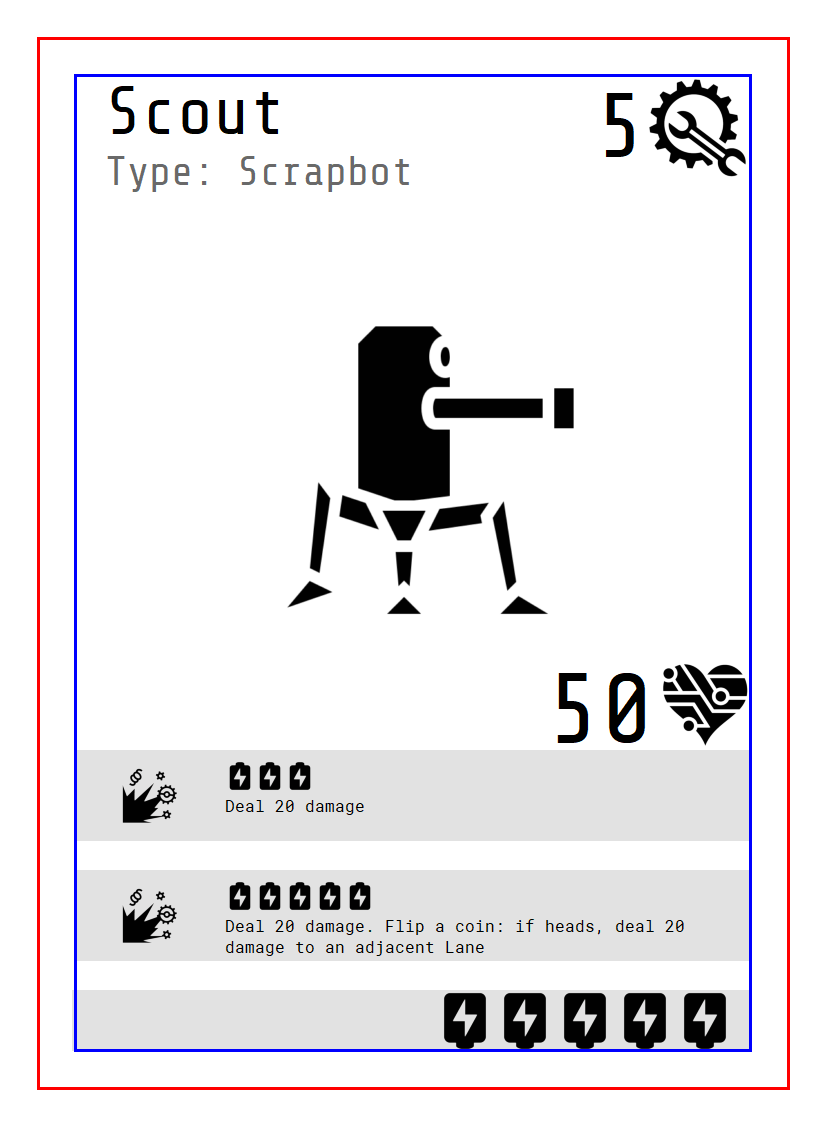 Scout
5
Type: Scrapbot
50
Deal 20 damage
Deal 20 damage. Flip a coin: if heads, deal 20
damage to an adjacent Lane